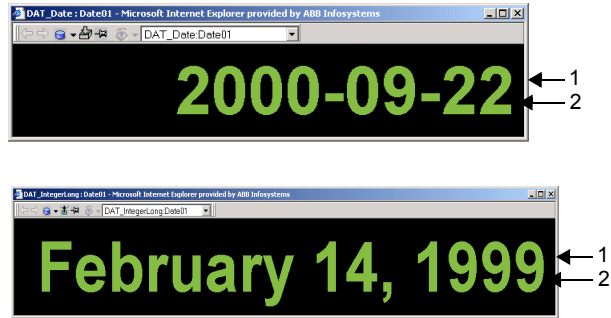 DAT_Date : Date01 - Microsoft Internet Explorer provided by ABB Infosystems
DAT_Date:Date01
2000-09-22
1
2
DAT_IntegerLong : Date01 - Microsoft Internet Explorer provided by ABB Infosystems
DAT_IntegerLong:Date01
February 14, 1999
1
2